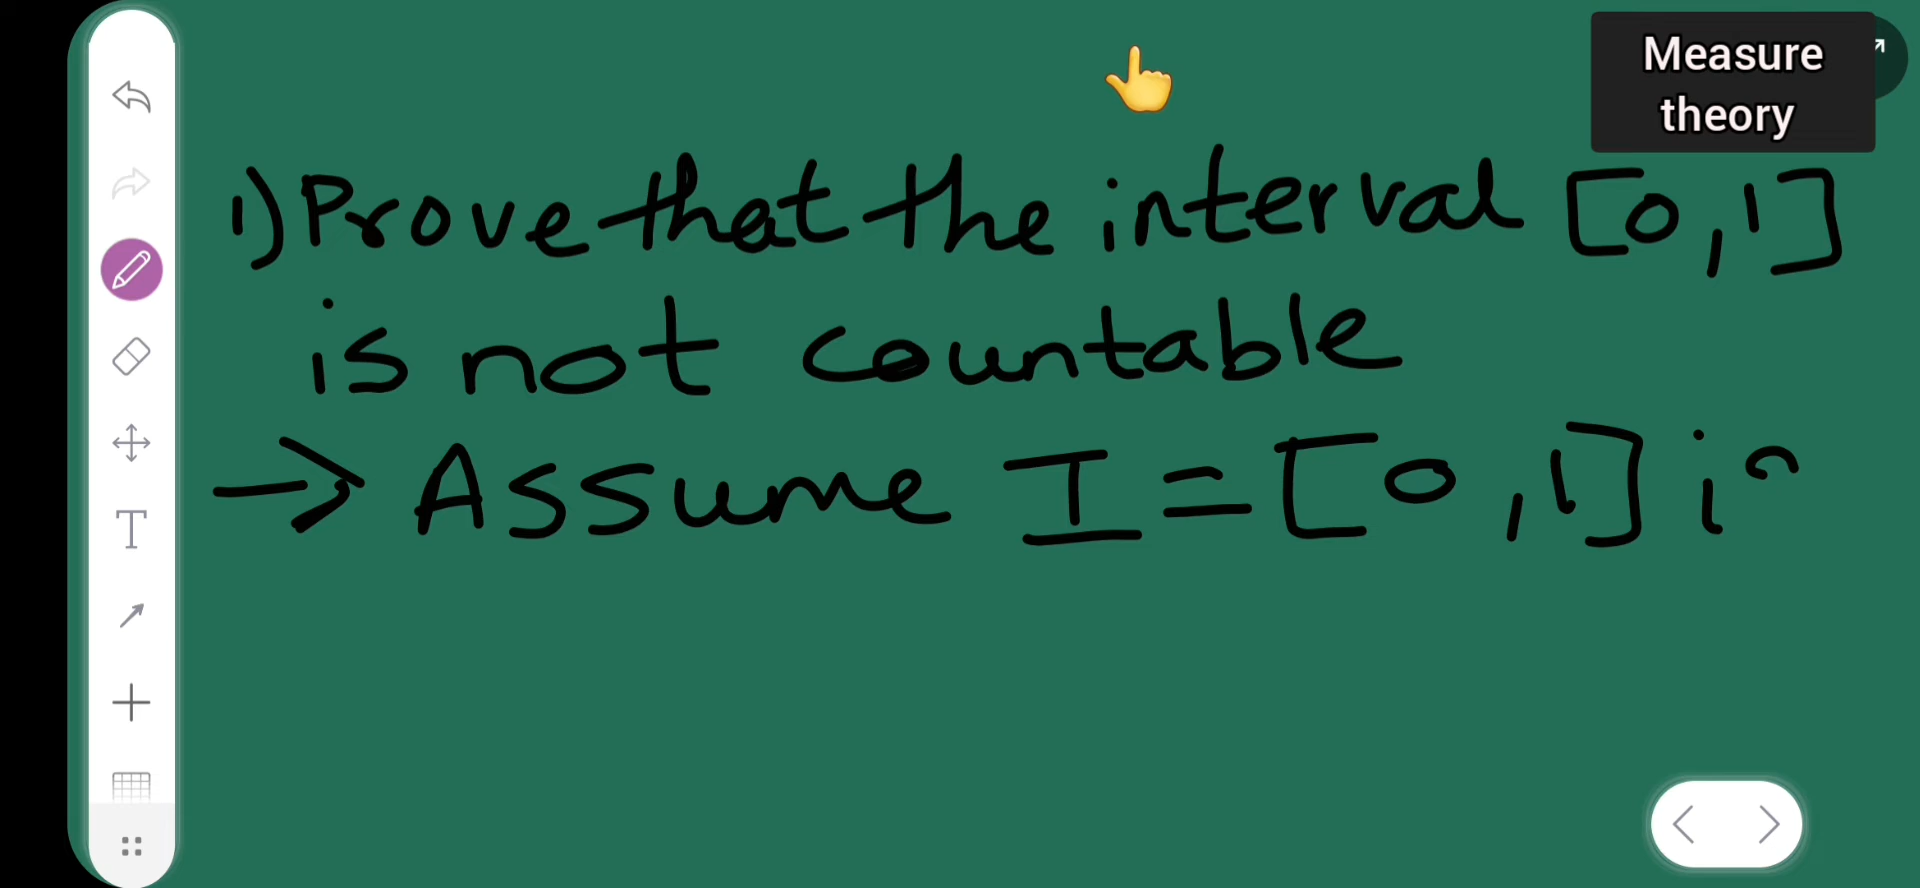 Measure
theory
1) Prove that the interval [0,1]
is not countable
→ Assume I = [0,1]